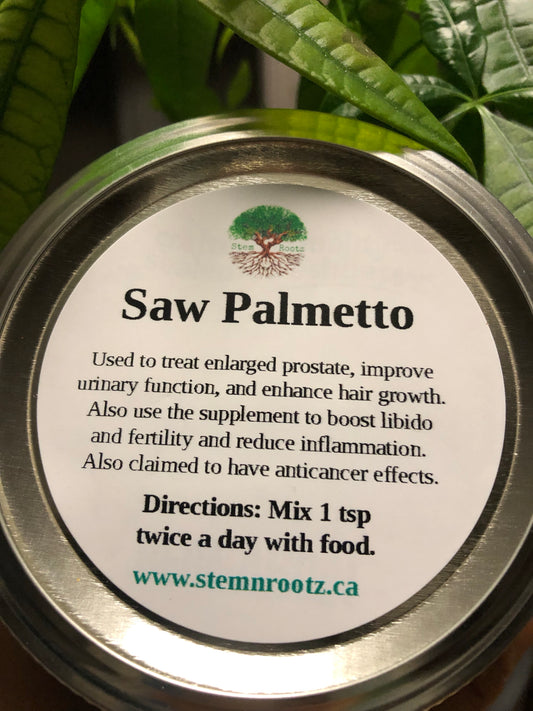 Stem Rootz
Saw Palmetto
Used to treat enlarged prostate, improve
urinary function, and enhance hair growth.
Also use the supplement to boost libido
and fertility and reduce inflammation.
Also claimed to have anticancer effects.
Directions: Mix 1 tsp
twice a day with food.
www.stemnrootz.ca